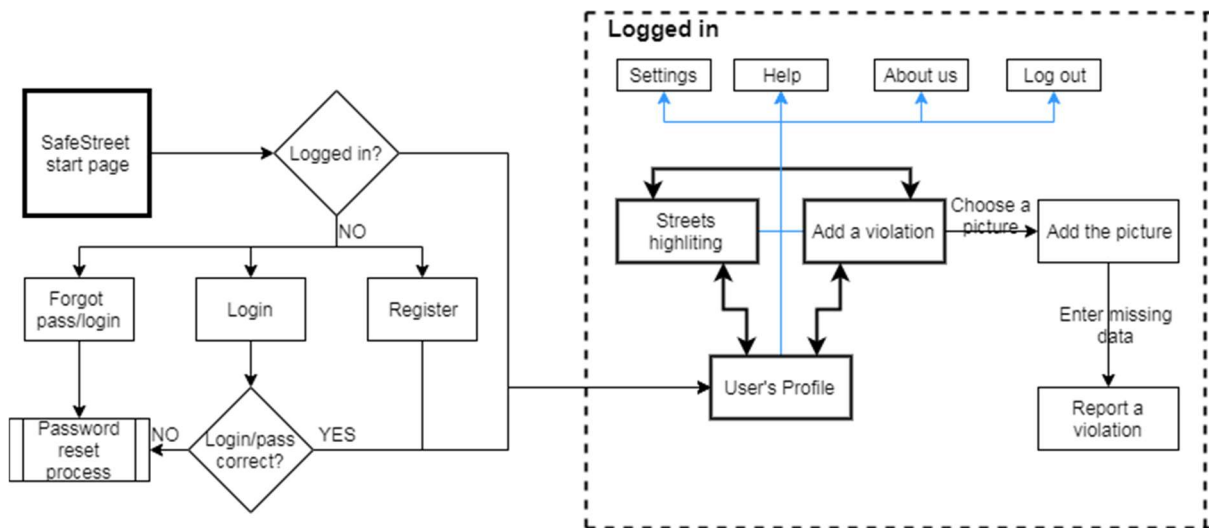 Logged in
Settings
Help
About us
Log out
SafeStreet
start page
Logged in?
NO
Streets
highliting
Add a violation
Choose a
picture
Add the picture
Forgot
pass/login
Login
Register
Enter missing
data
User's Profile
Password
reset
process
NO
Login/pass
correct?
YES
Report a
violation